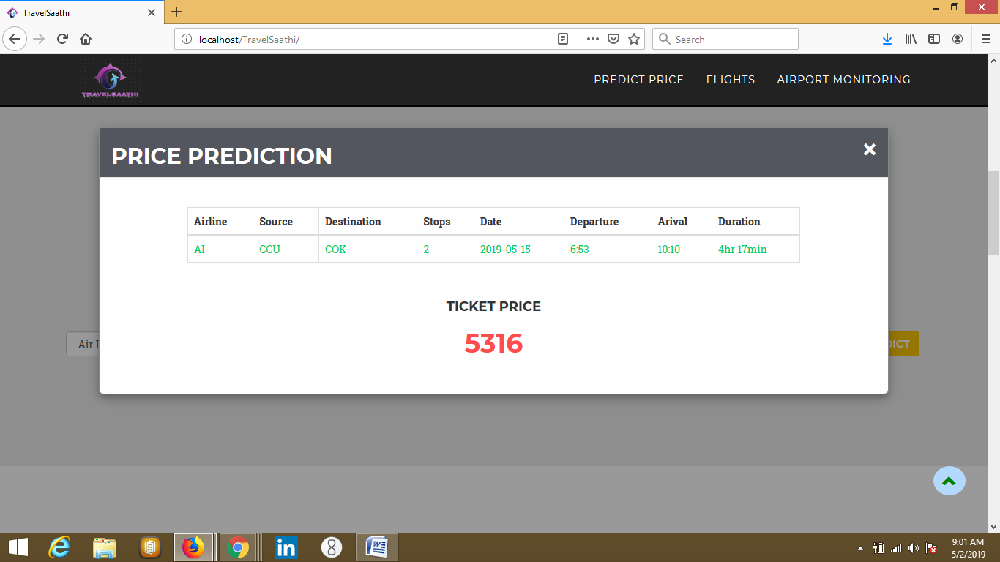 TravelSaathi
localhost/TravelSaathi/
Search
TRAVELSAATHI
PREDICT PRICE FLIGHTS AIRPORT MONITORING
PRICE PREDICTION
Airline Source Destination Stops Date Departure Arival Duration
AI CCU COK 2 2019-05-15 6:53 10:10 4hr 17min
TICKET PRICE
5316
Air I
DICT
9:01 AM
5/2/2019